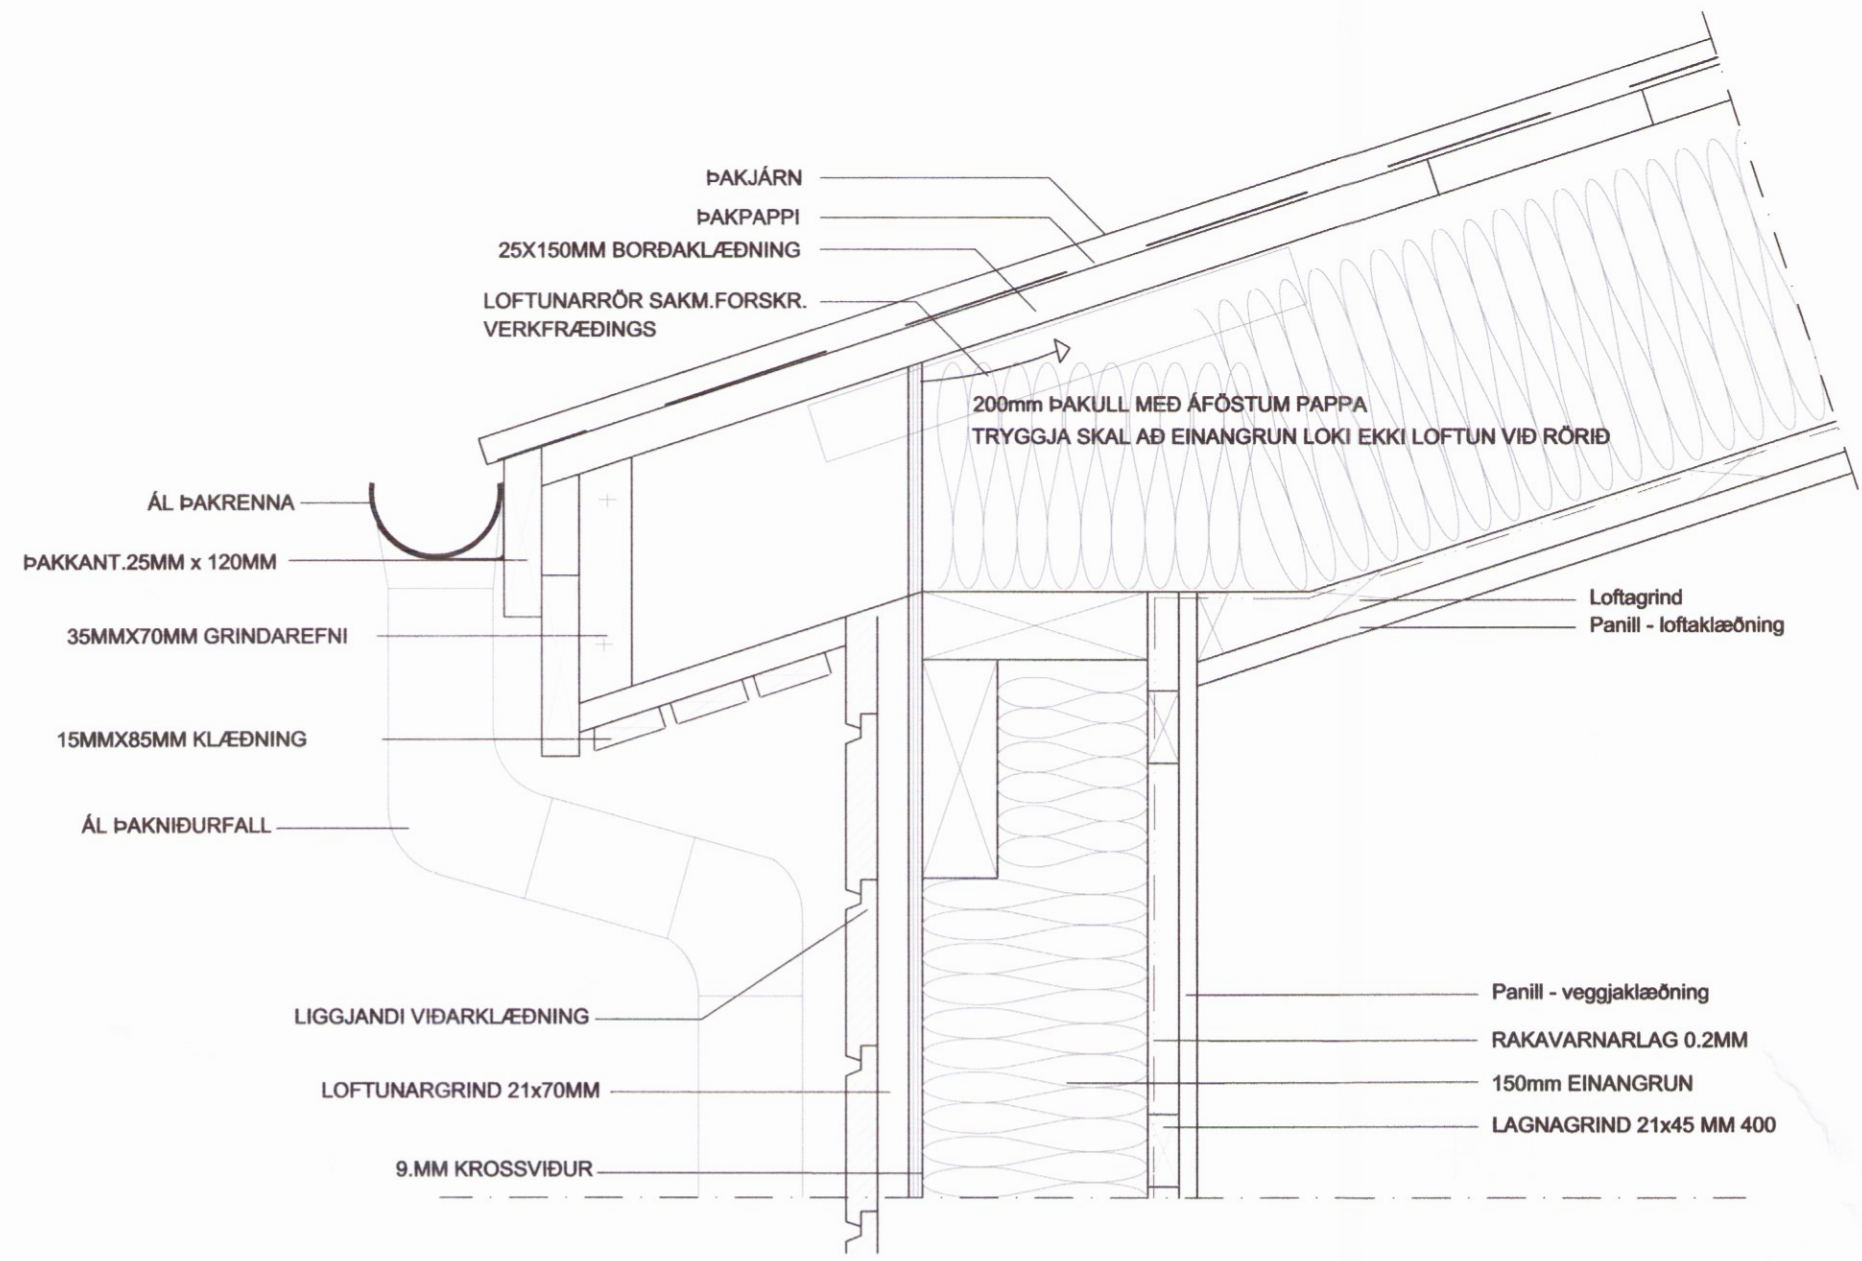 ÞAKJÁRN
ÞAKPAPPI
25X150MM BORÐAKLÆÐNING
LOFTUNARRÖR SAKM.FORSKR.
VERKFRÆÐINGS
200mm ÞAKULL MEÐ ÁFÖSTUM PAPPA
TRYGGJA SKAL AÐ EINANGRUN LOKI EKKI LOFTUN VIÐ RÖRIÐ
ÁL ÞAKRENNA
ÞAKKANT.25MM x 120MM
35MMX70MM GRINDAREFNI
15MMX85MM KLÆÐNING
ÁL ÞAKNIÐURFALL
LIGGJANDI VIÐARKLÆÐNING
LOFTUNARGRIND 21x70MM
9.MM KROSSVIÐUR
Loftagrind
Panill - loftaklæðning
Panill - veggjaklæðning
RAKAVARNARLAG 0.2MM
150mm EINANGRUN
LAGNAGRIND 21x45 MM 400